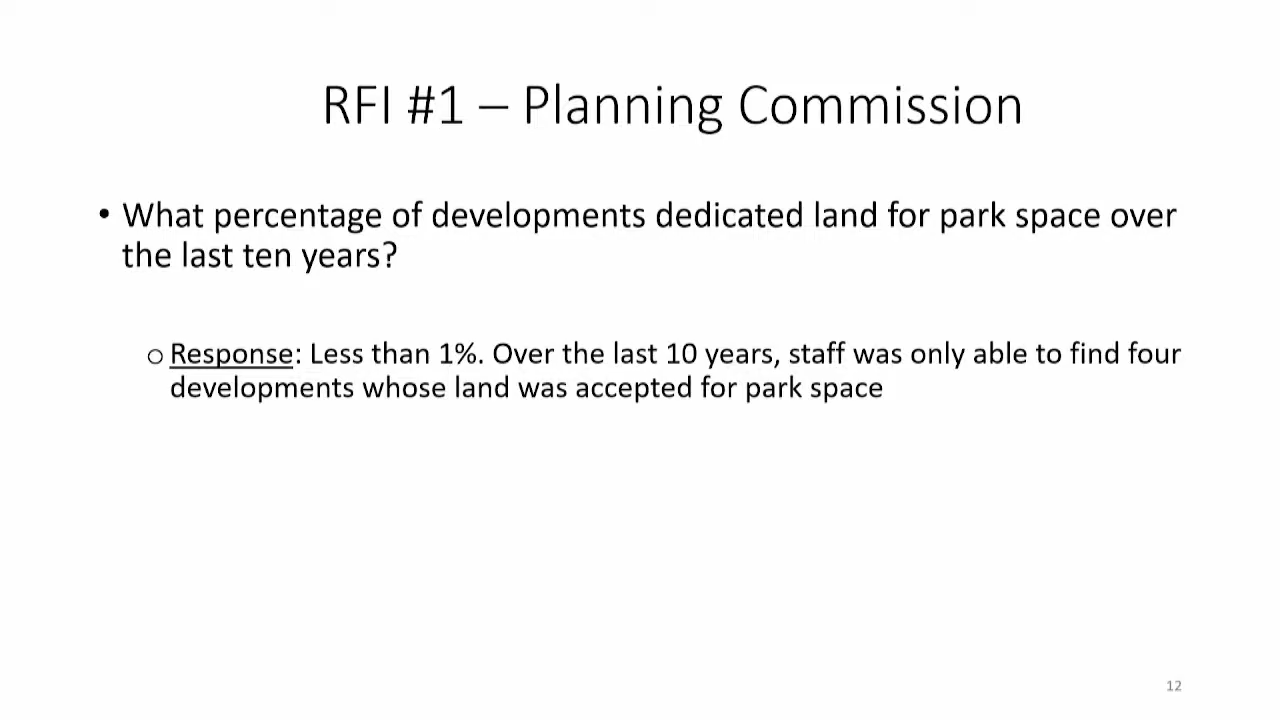 RFI #1 – Planning Commission
• What percentage of developments dedicated land for park space over
the last ten years?
o Response: Less than 1%. Over the last 10 years, staff was only able to find four
developments whose land was accepted for park space
12